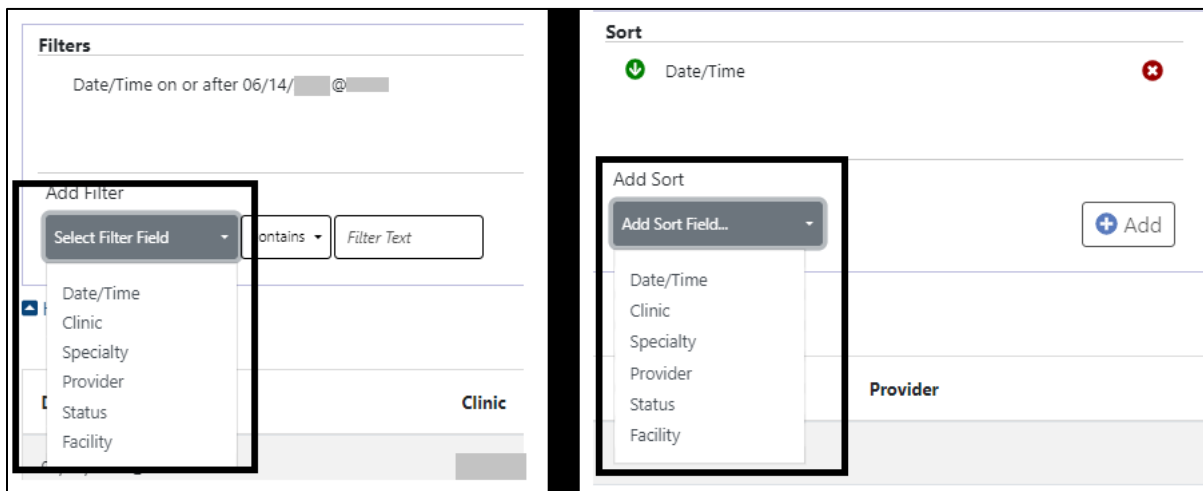 Filters
Date/Time on or after 06/14/ @
Add Filter
Select Filter Field
ontains
Filter Text
Date/Time
Clinic
Specialty
Provider
Status
Facility
Clinic
Sort
Date/Time
Add Sort
Add Sort Field...
Add
Date/Time
Clinic
Specialty
Provider
Status
Facility
Provider